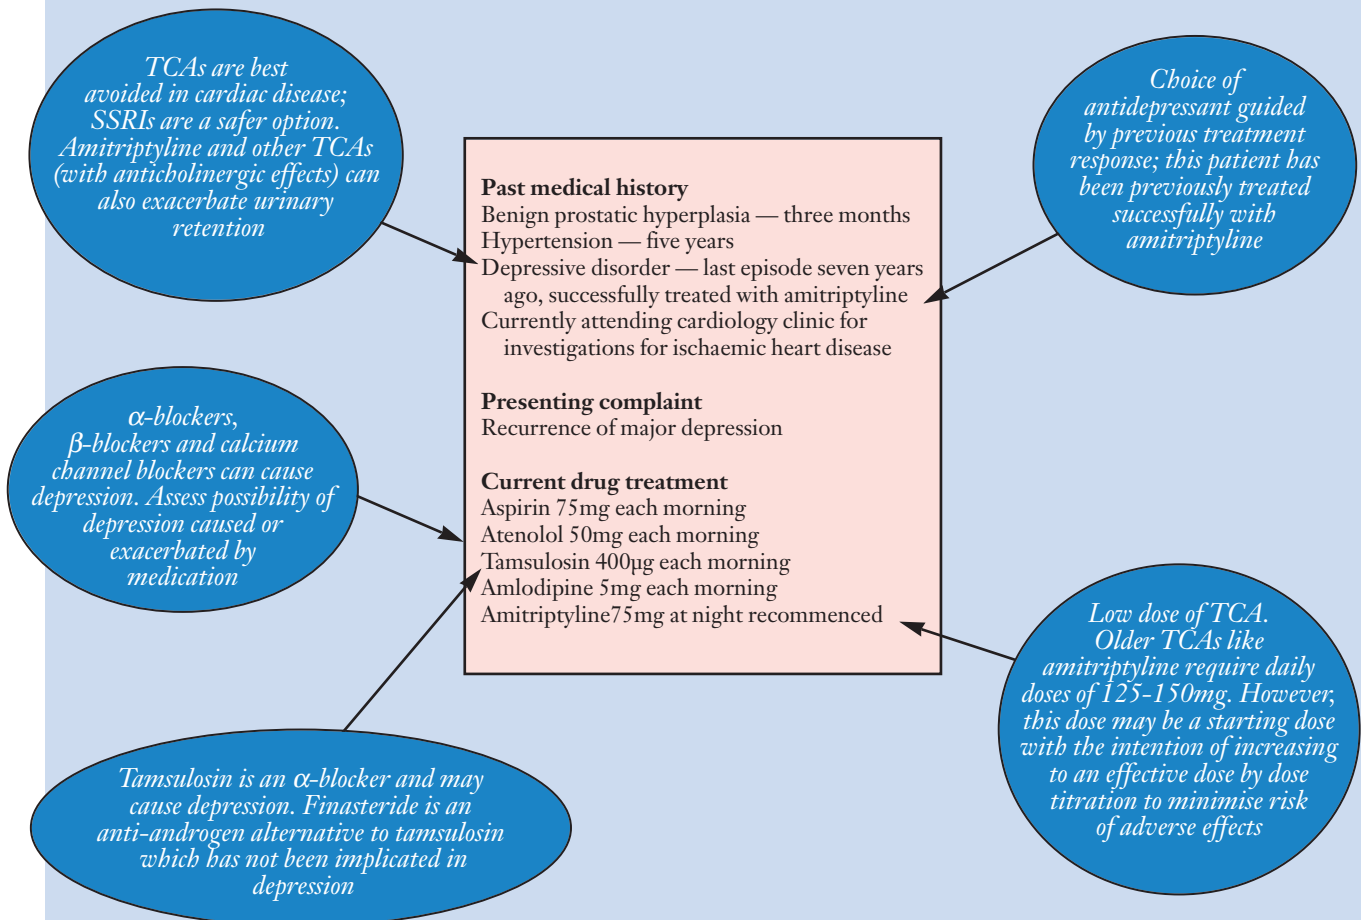 TCAs are best
avoided in cardiac disease;
SSRIs are a safer option.
Amitriptyline and other TCAs
(with anticholinergic effects) can
also exacerbate urinary
retention
Choice of
antidepressant guided
by previous treatment
response; this patient has
been previously treated
successfully with
amitriptyline
Past medical history
Benign prostatic hyperplasia — three months
Hypertension — five years
Depressive disorder — last episode seven years
ago, successfully treated with amitriptyline
Currently attending cardiology clinic for
investigations for ischaemic heart disease
Presenting complaint
Recurrence of major depression
Current drug treatment
Aspirin 75mg each morning
Atenolol 50mg each morning
Tamsulosin 400µg each morning
Amlodipine 5mg each morning
Amitriptyline75mg at night recommenced
α-blockers,
β-blockers and calcium
channel blockers can cause
depression. Assess possibility of
depression caused or
exacerbated by
medication
Low dose of TCA.
Older TCAs like
amitriptyline require daily
doses of 125-150mg. However,
this dose may be a starting dose
with the intention of increasing
to an effective dose by dose
titration to minimise risk
of adverse effects
Tamsulosin is an α-blocker and may
cause depression. Finasteride is an
anti-androgen alternative to tamsulosin
which has not been implicated in
depression